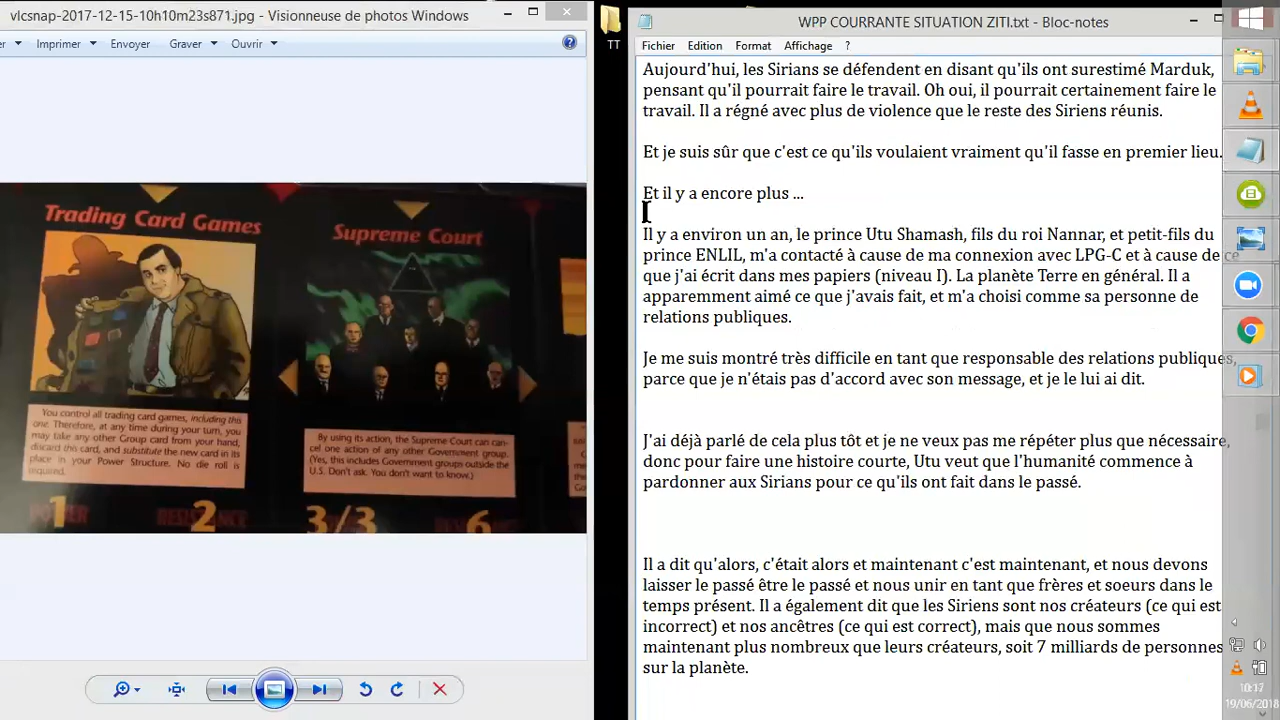 vlcsnap-2017-12-15-10h10m23s871.jpg - Visionneuse de photos Windows
Imprimer Envoyer Graver Ouvrir
Trading Card Games
You control all trading card games, including this
one. Therefore, at any time during your turn, you
may take any other Group card from your hand,
discard this card, and substitute the new card in its
place in your Power Structure. No die roll is
required.
1 2
Supreme Court
By using its action, the Supreme Court can can-
cel one action of any other Government group.
(Yes, this includes Government groups outside the
U.S. Don't ask. You don't want to know.)
3/3 6
TT
WPP COURRANTE SITUATION ZITI.txt - Bloc-notes
Fichier Edition Format Affichage ?
Aujourd'hui, les Sirians se défendent en disant qu'ils ont surestimé Marduk,
pensant qu'il pourrait faire le travail. Oh oui, il pourrait certainement faire le
travail. Il a régné avec plus de violence que le reste des Siriens réunis.
Et je suis sûr que c'est ce qu'ils voulaient vraiment qu'il fasse en premier lieu.
Et il y a encore plus ...
Il y a environ un an, le prince Utu Shamash, fils du roi Nannar, et petit-fils du
prince ENLIL, m'a contacté à cause de ma connexion avec LPG-C et à cause de ce
que j'ai écrit dans mes papiers (niveau I). La planète Terre en général. Il a
apparemment aimé ce que j'avais fait, et m'a choisi comme sa personne de
relations publiques.
Je me suis montré très difficile en tant que responsable des relations publiques,
parce que je n'étais pas d'accord avec son message, et je le lui ai dit.
J'ai déjà parlé de cela plus tôt et je ne veux pas me répéter plus que nécessaire,
donc pour faire une histoire courte, Utu veut que l'humanité commence à
pardonner aux Sirians pour ce qu'ils ont fait dans le passé.
Il a dit qu'alors, c'était alors et maintenant c'est maintenant, et nous devons
laisser le passé être le passé et nous unir en tant que frères et soeurs dans le
temps présent. Il a également dit que les Siriens sont nos créateurs (ce qui est
incorrect) et nos ancêtres (ce qui est correct), mais que nous sommes
maintenant plus nombreux que leurs créateurs, soit 7 milliards de personnes
sur la planète.
10:17
19/06/2018